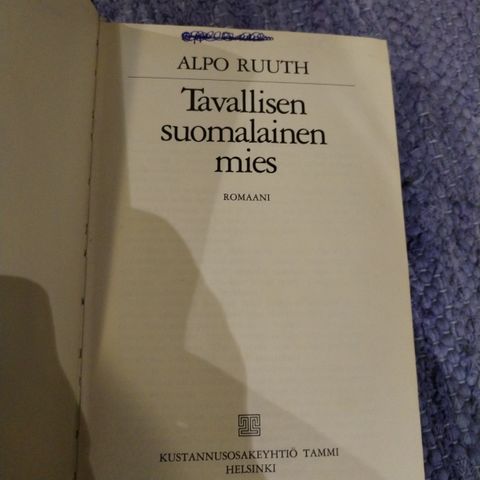 ALPO RUUTH
Tavallisen
suomalainen
mies
ROMAANI
KUSTANNUSOSAKEYHTIÖ TAMMI
HELSINKI